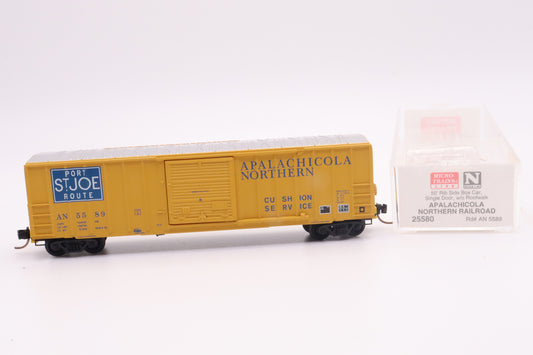 PORT
ST JOE
ROUTE
AN 5589
APALACHICOLA
NORTHERN
CUSHION
SERVICE
MICRO-
TRAINS
LINE
N
50' Rib Side Box Car,
Single Door, w/o Roofwalk
APALACHICOLA
NORTHERN RAILROAD
25580
Rd# AN 5589